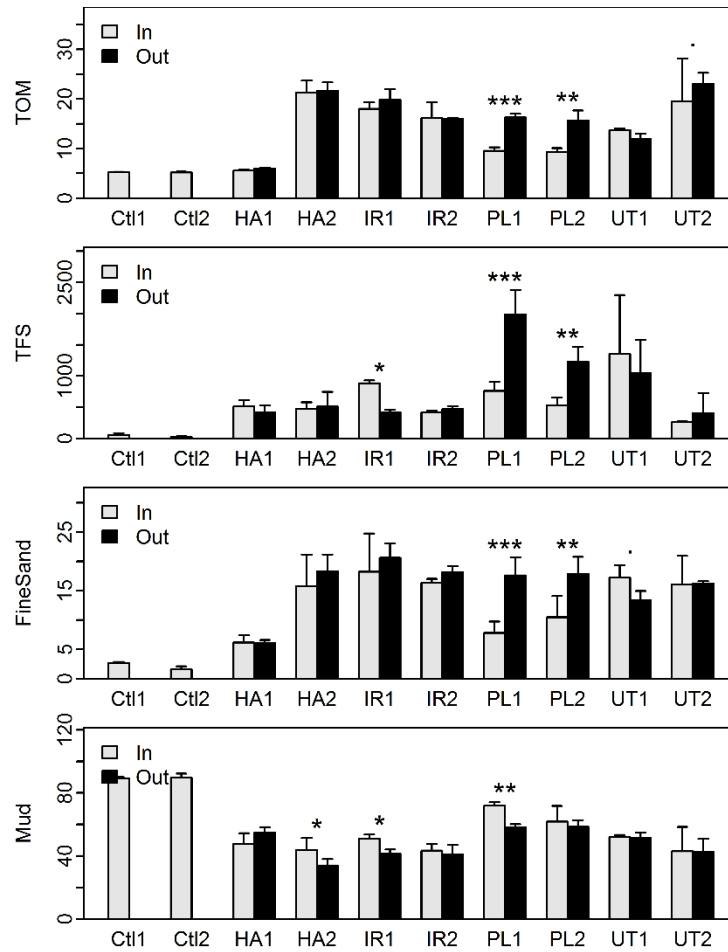 In
Out
TOM
0 10 20 30
*** ** .
Ctl1 Ctl2 HA1 HA2 IR1 IR2 PL1 PL2 UT1 UT2
In
Out
TFS
0 1000 2500
* *** **
Ctl1 Ctl2 HA1 HA2 IR1 IR2 PL1 PL2 UT1 UT2
In
Out
FineSand
0 5 15 25
*** ** .
Ctl1 Ctl2 HA1 HA2 IR1 IR2 PL1 PL2 UT1 UT2
In
Out
Mud
0 40 80 120
* * **
Ctl1 Ctl2 HA1 HA2 IR1 IR2 PL1 PL2 UT1 UT2